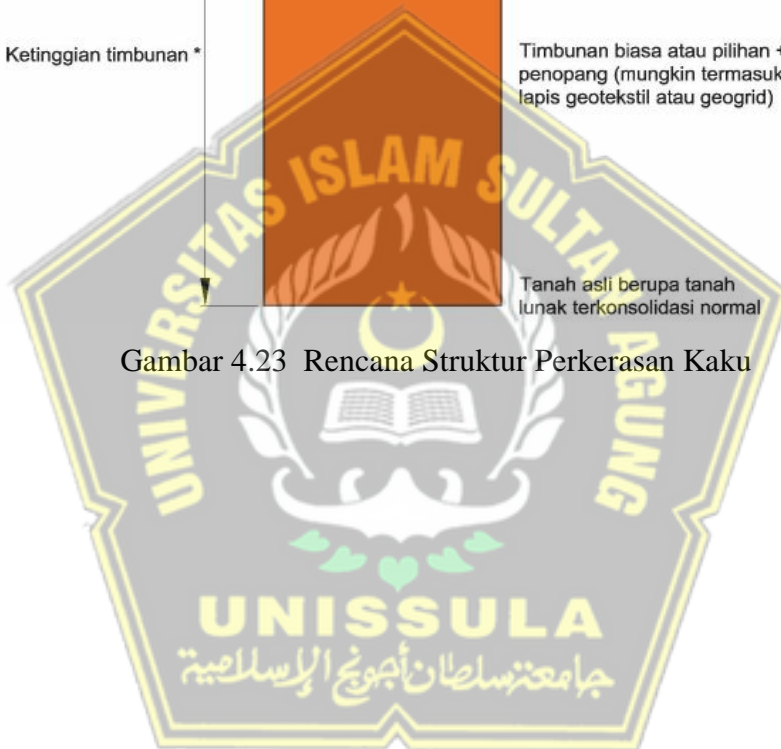 Ketinggian timbunan *
Timbunan biasa atau pilihan +
penopang (mungkin termasuk
lapis geotekstil atau geogrid)
Tanah asli berupa tanah
lunak terkonsolidasi normal
Gambar 4.23 Rencana Struktur Perkerasan Kaku
UNIVERSITAS ISLAM SULTAN AGUNG
UNISSULA
جامعة سلطان أجونج الإسلامية